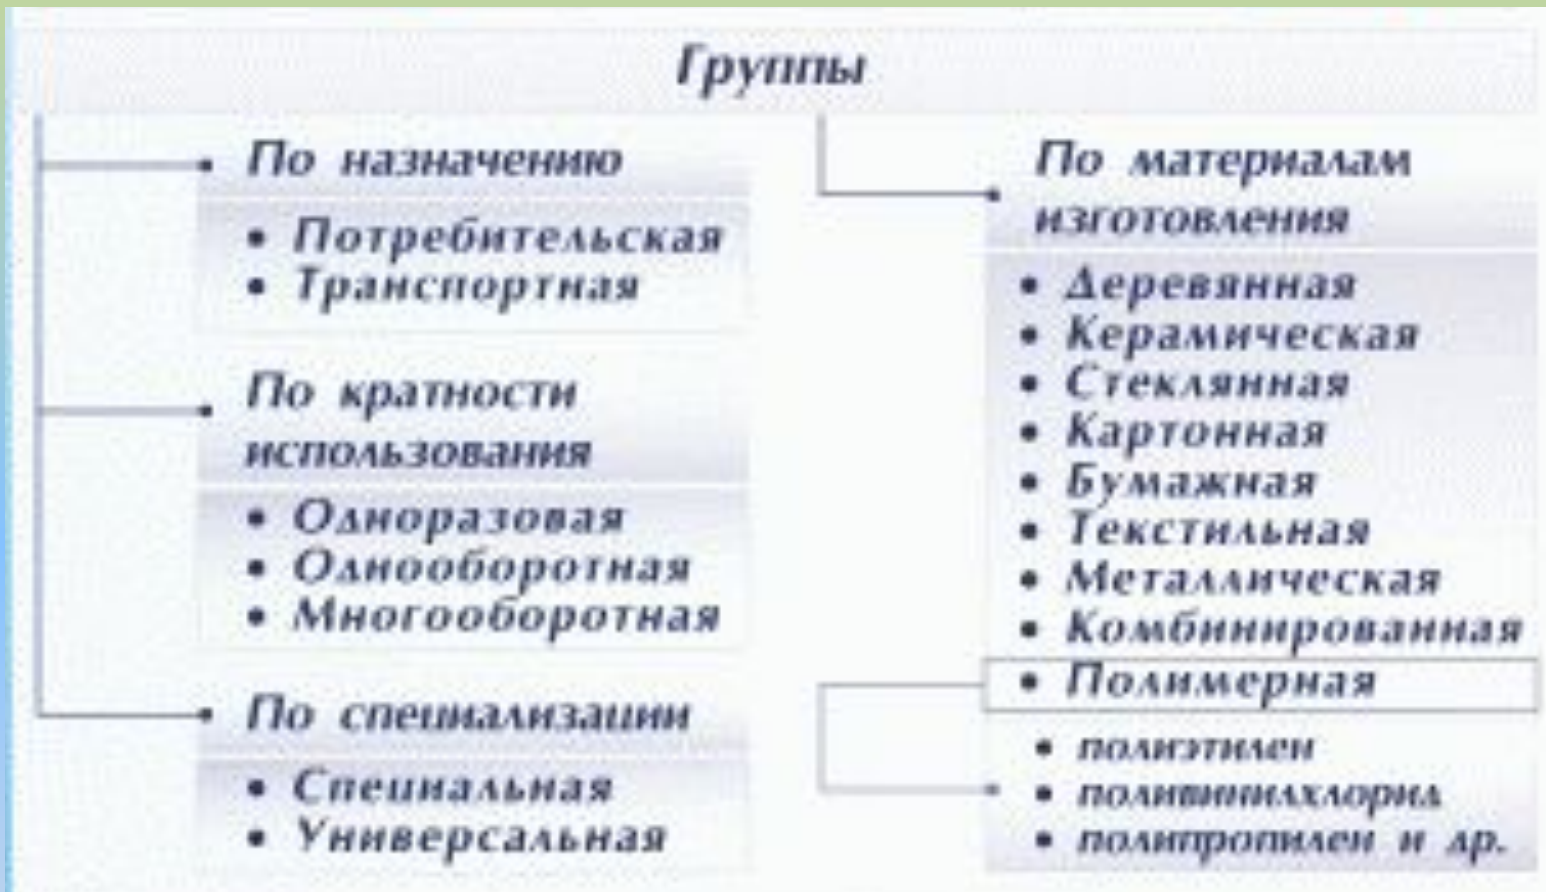 Группы
По назначению
• Потребительская
• Транспортная
По кратности
использования
• Одноразовая
• Однооборотная
• Многооборотная
По специализации
• Специальная
• Универсальная
По материалам
изготовления
• Деревянная
• Керамическая
• Стеклянная
• Картонная
• Бумажная
• Текстильная
• Металлическая
• Комбинированная
• Полимерная
• полиэтилен
• поливинилхлорид
• полипропилен и др.